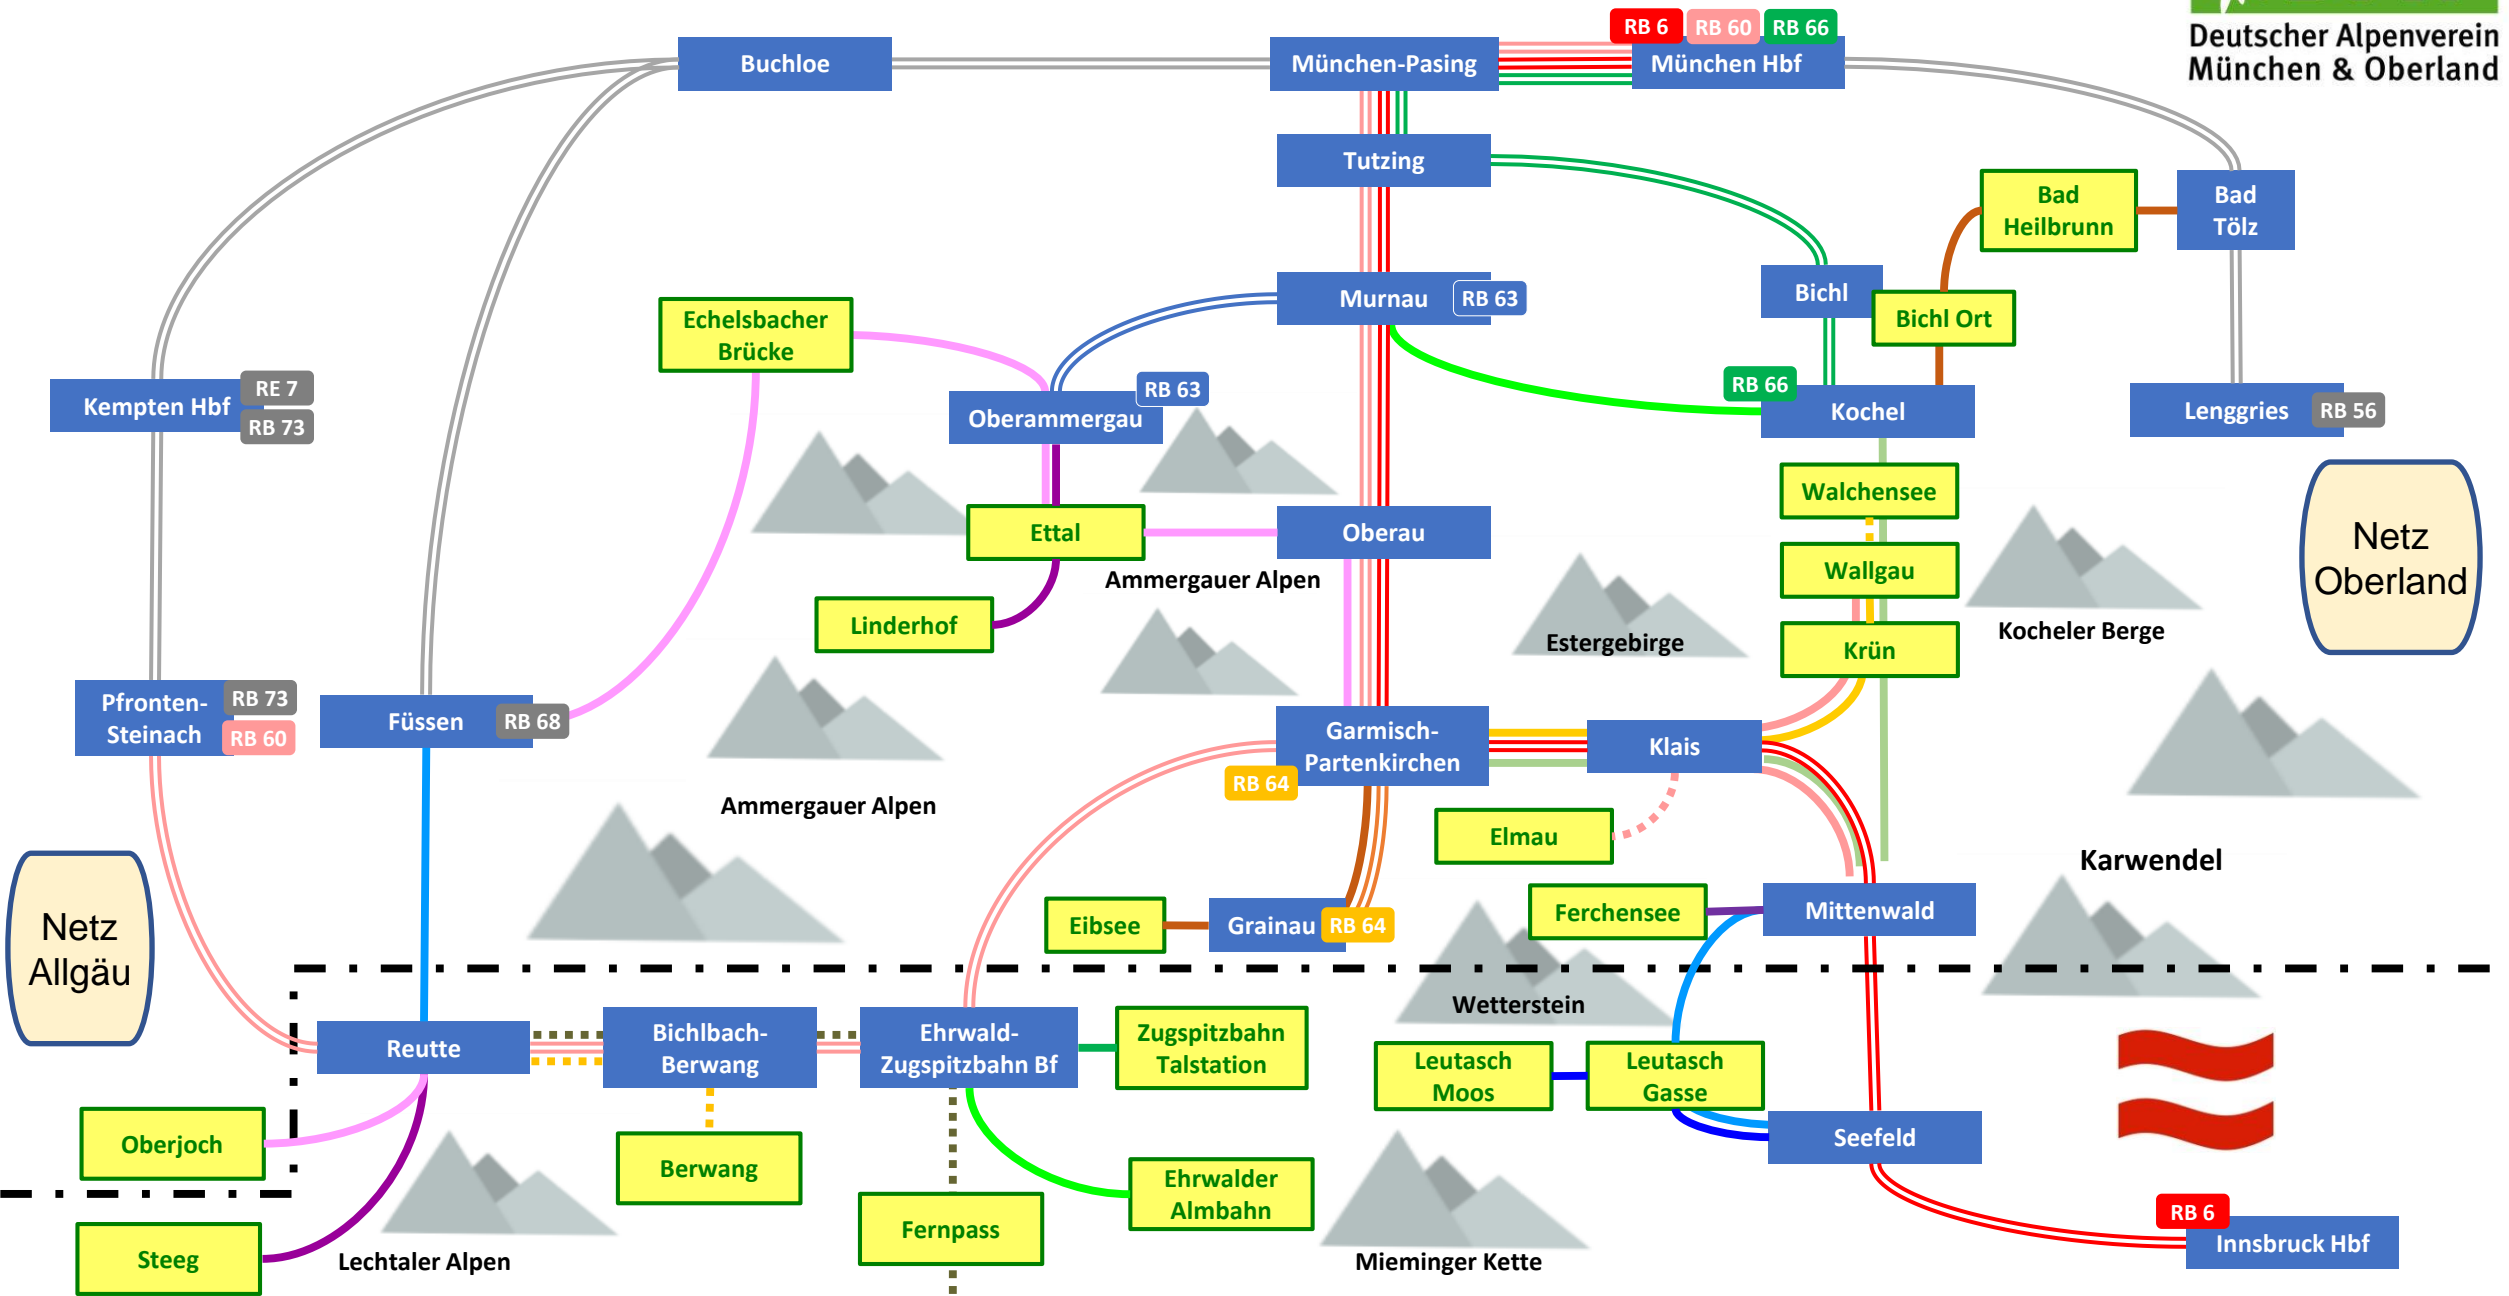 RB 6
RB 60
RB 66
Deutscher Alpenverein
München & Oberland
Buchloe
München-Pasing
München Hbf
Tutzing
Bad
Heilbrunn
Bad
Tölz
Murnau
RB 63
Bichl
Bichl Ort
Echelsbacher
Brücke
Kempten Hbf
RE 7
RB 73
Oberammergau
RB 63
RB 66
Kochel
Lenggries
RB 56
Walchensee
Ettal
Oberau
Wallgau
Netz
Oberland
Ammergauer Alpen
Linderhof
Estergebirge
Krün
Kocheler Berge
Pfronten-
Steinach
RB 73
RB 60
Füssen
RB 68
Garmisch-
Partenkirchen
RB 64
Klais
Ammergauer Alpen
Elmau
Karwendel
Netz
Allgäu
Eibsee
Grainau
RB 64
Ferchensee
Mittenwald
Wetterstein
Reutte
Bichlbach-
Berwang
Ehrwald-
Zugspitzbahn Bf
Zugspitzbahn
Talstation
Leutasch
Moos
Leutasch
Gasse
Oberjoch
Berwang
Seefeld
Ehrwalder
Almbahn
Fernpass
Steeg
Lechtaler Alpen
Mieminger Kette
RB 6
Innsbruck Hbf